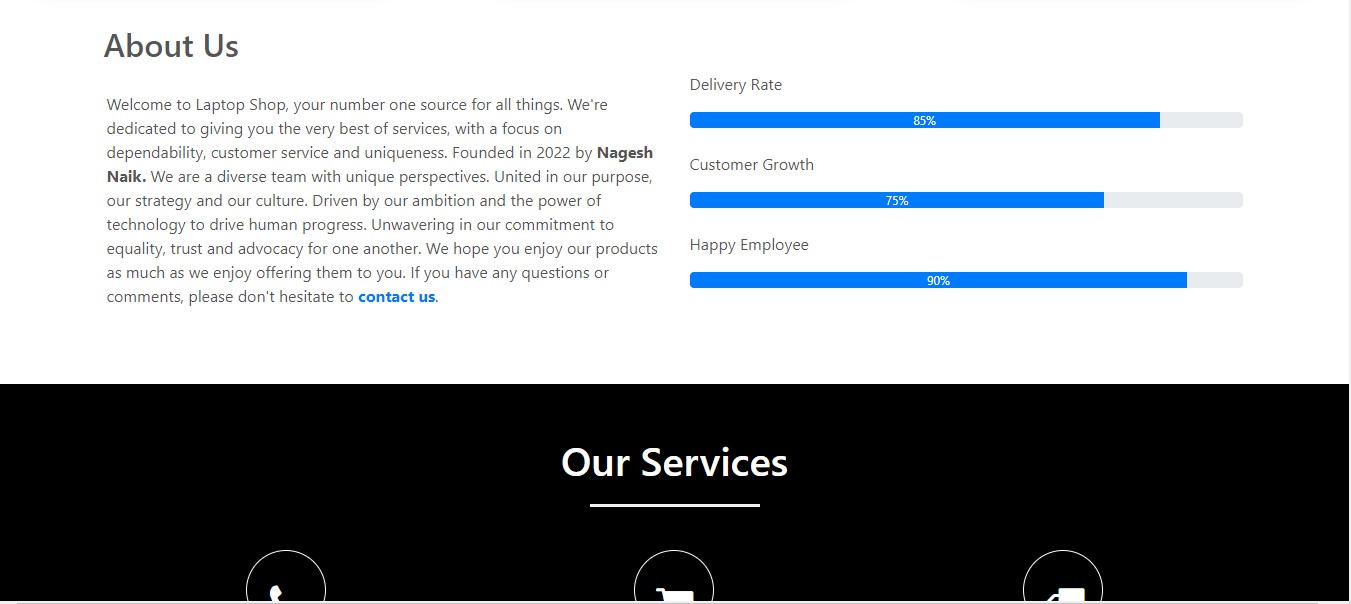 About Us
Welcome to Laptop Shop, your number one source for all things. We're
dedicated to giving you the very best of services, with a focus on
dependability, customer service and uniqueness. Founded in 2022 by Nagesh
Naik. We are a diverse team with unique perspectives. United in our purpose,
our strategy and our culture. Driven by our ambition and the power of
technology to drive human progress. Unwavering in our commitment to
equality, trust and advocacy for one another. We hope you enjoy our products
as much as we enjoy offering them to you. If you have any questions or
comments, please don't hesitate to contact us.
Delivery Rate
85%
Customer Growth
75%
Happy Employee
90%
Our Services